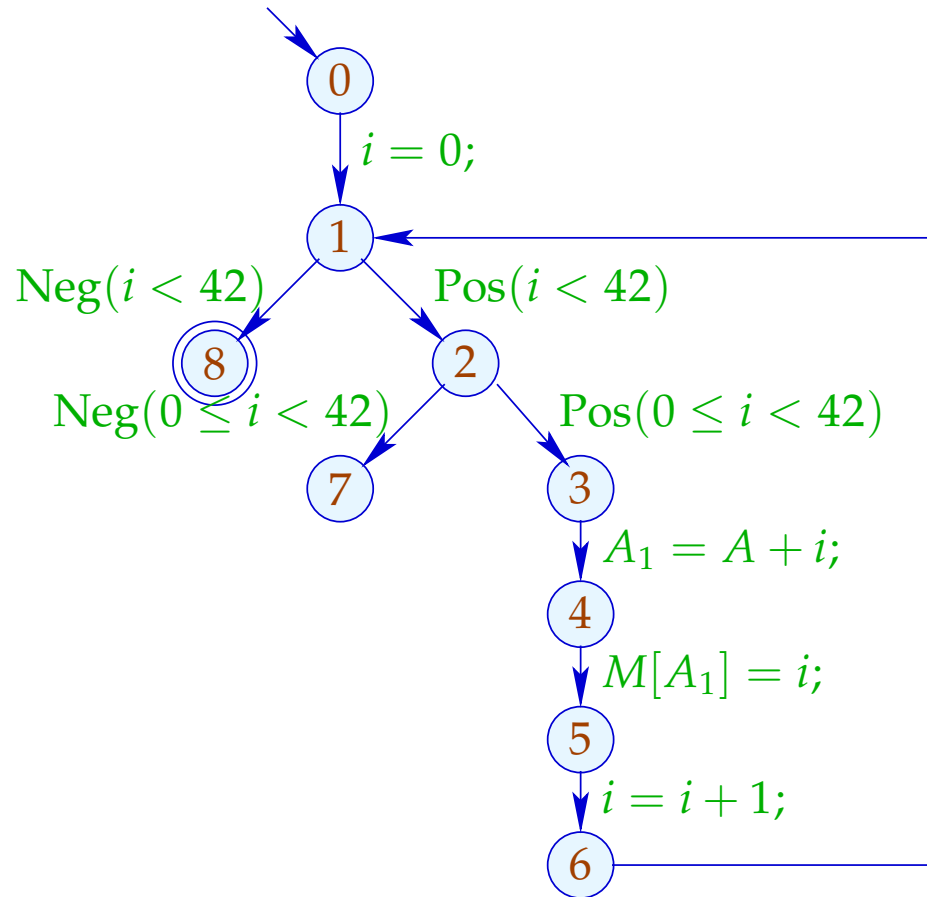 0
i = 0;
1
Neg(i < 42) Pos(i < 42)
8 2
Neg(0 ≤ i < 42) Pos(0 ≤ i < 42)
7 3
A₁ = A + i;
4
M[A₁] = i;
5
i = i + 1;
6